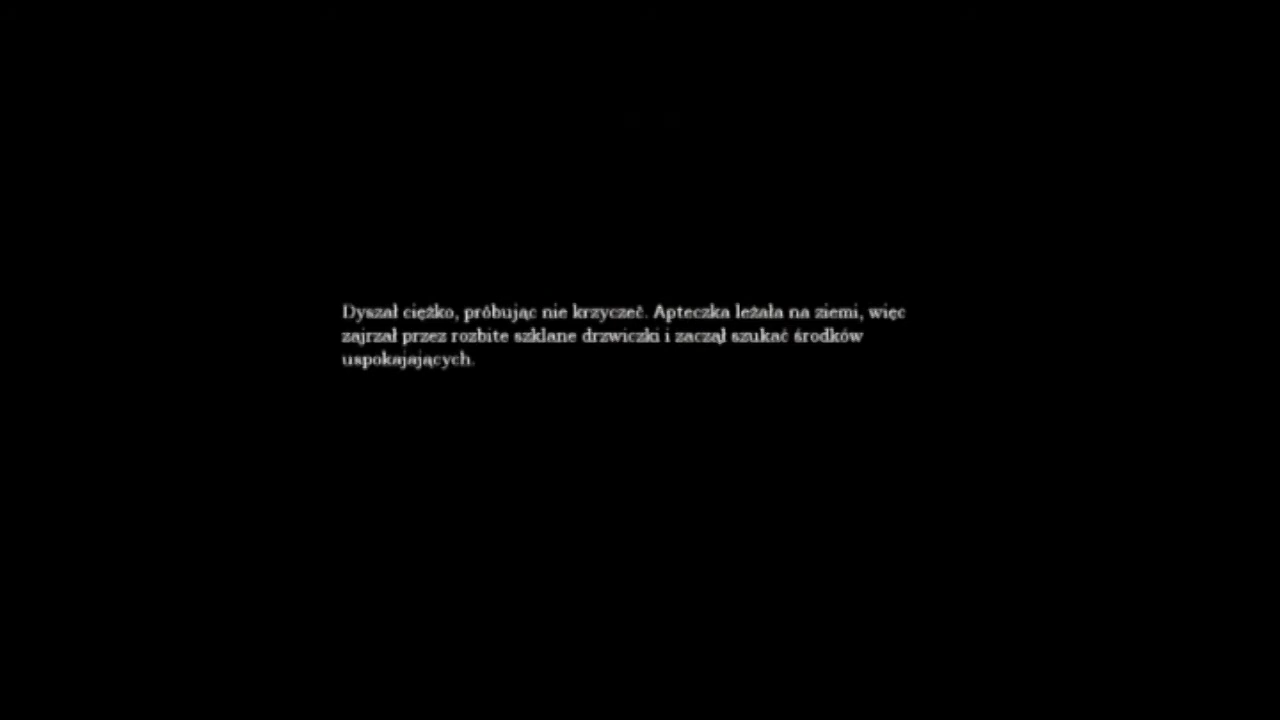 Dyszał ciężko, próbując nie krzyczeć. Apteczka leżała na ziemi, więc
zajrzał przez rozbite szklane drzwiczki i zaczął szukać środków
uspokajających.